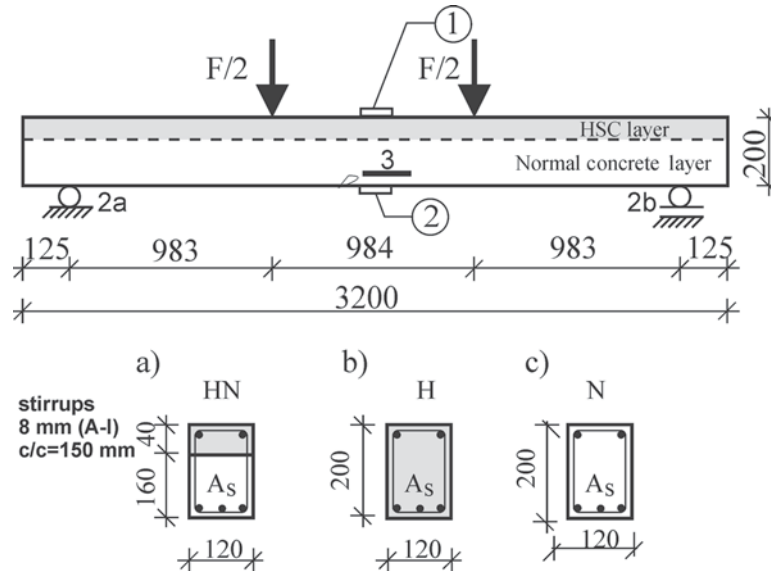 1
F/2 F/2
HSC layer
3
Normal concrete layer
200
2a 2 2b
125 983 984 983 125
3200
a) b) c)
HN H N
stirrups
8 mm (A-I)
c/c=150 mm
40
160
200
200
As As As
120 120 120